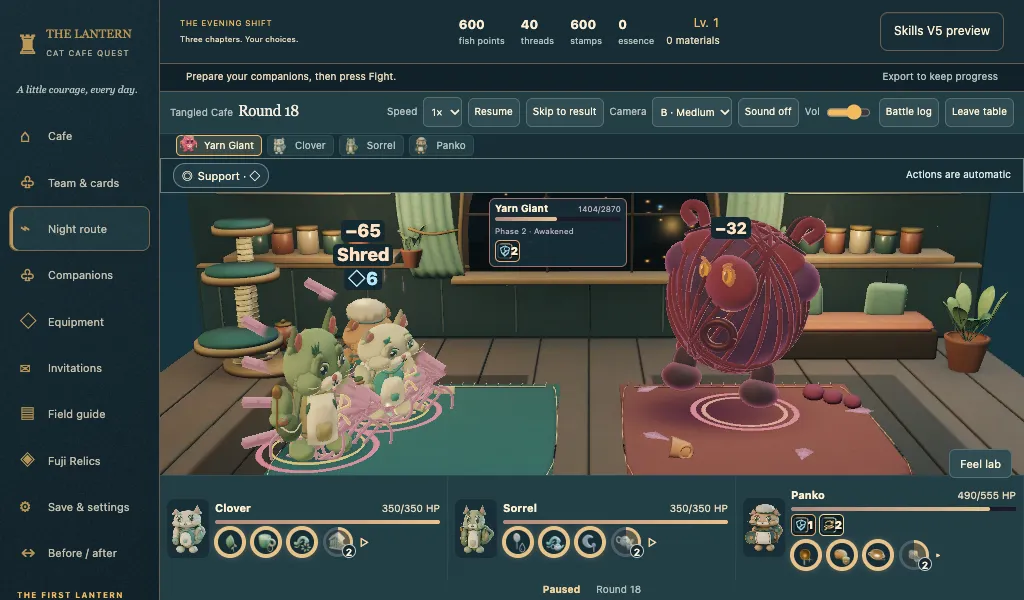 THE LANTERN
CAT CAFE QUEST
A little courage, every day.
Cafe
Team & cards
Night route
Companions
Equipment
Invitations
Field guide
Fuji Relics
Save & settings
Before / after
THE FIRST LANTERN
THE EVENING SHIFT
Three chapters. Your choices.
600 fish points
40 threads
600 stamps
0 essence
Lv. 1
0 materials
Skills V5 preview
Prepare your companions, then press Fight.
Export to keep progress
Tangled Cafe Round 18
Speed 1x Resume Skip to result Camera B · Medium Sound off Vol Battle log Leave table
Yarn Giant Clover Sorrel Panko
Support · ◇
Actions are automatic
Yarn Giant 1404/2870
Phase 2 · Awakened
2
−65
Shred
◇6
−32
Feel lab
Clover 350/350 HP
2
Sorrel 350/350 HP
2
Panko 490/555 HP
1 2
2
Paused Round 18